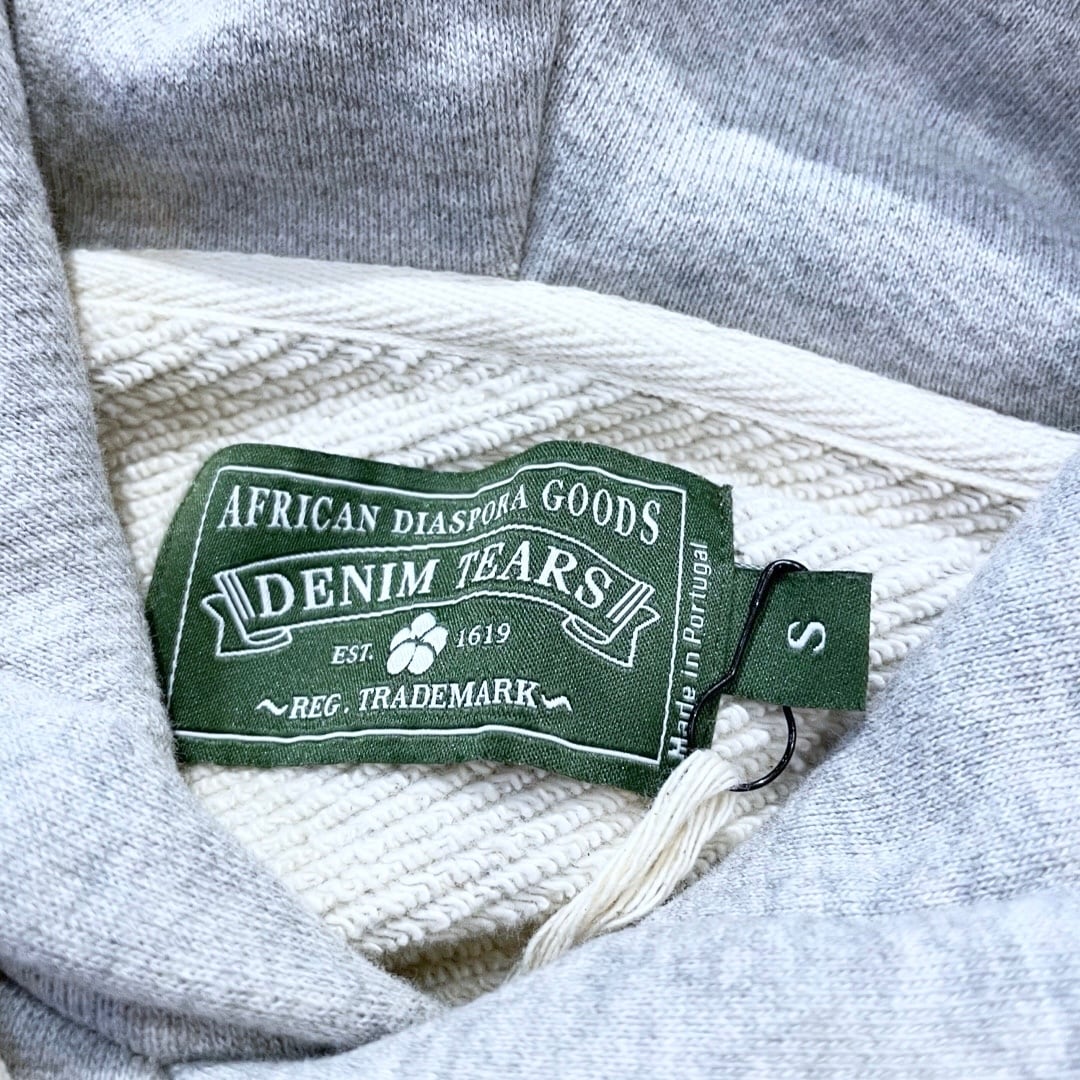 AFRICAN DIASPORA GOODS
DENIM TEARS
EST. 1619
~REG. TRADEMARK~
Made in Portugal
S